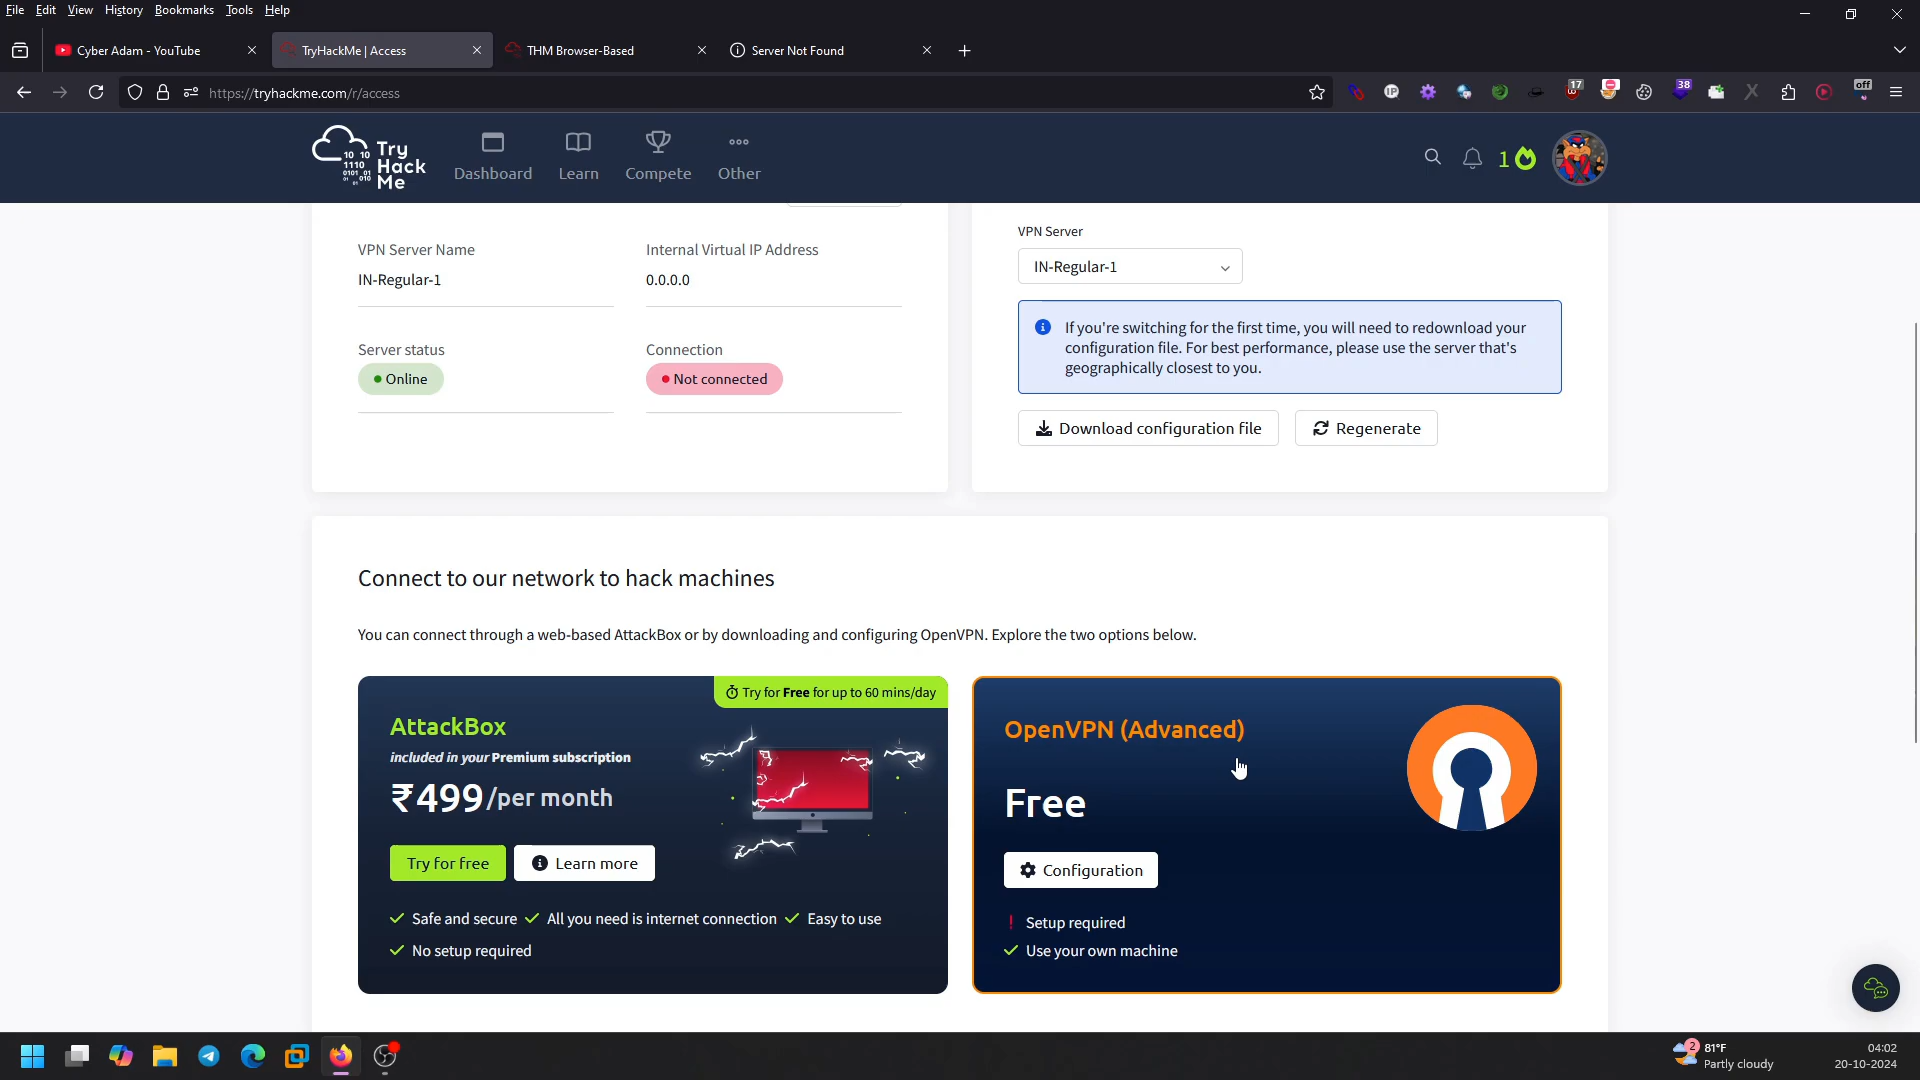 File Edit View History Bookmarks Tools Help
Cyber Adam - YouTube
TryHackMe | Access
THM Browser-Based
Server Not Found
https://tryhackme.com/r/access
17
38
off
Try Hack Me
Dashboard
Learn
Compete
Other
1
VPN Server Name
IN-Regular-1
Internal Virtual IP Address
0.0.0.0
Server status
Online
Connection
Not connected
VPN Server
IN-Regular-1
If you're switching for the first time, you will need to redownload your
configuration file. For best performance, please use the server that's
geographically closest to you.
Download configuration file
Regenerate
Connect to our network to hack machines
You can connect through a web-based AttackBox or by downloading and configuring OpenVPN. Explore the two options below.
Try for Free for up to 60 mins/day
AttackBox
included in your Premium subscription
₹499/per month
Try for free
Learn more
Safe and secure
All you need is internet connection
Easy to use
No setup required
OpenVPN (Advanced)
Free
Configuration
Setup required
Use your own machine
2
81°F
Partly cloudy
04:02
20-10-2024